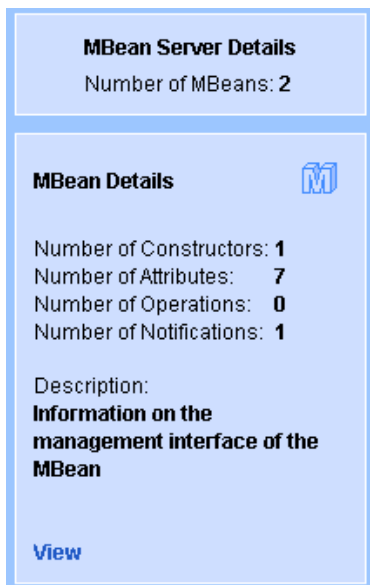 MBean Server Details
Number of MBeans: 2
MBean Details
M
Number of Constructors: 1
Number of Attributes: 7
Number of Operations: 0
Number of Notifications: 1
Description:
Information on the
management interface of the
MBean
View